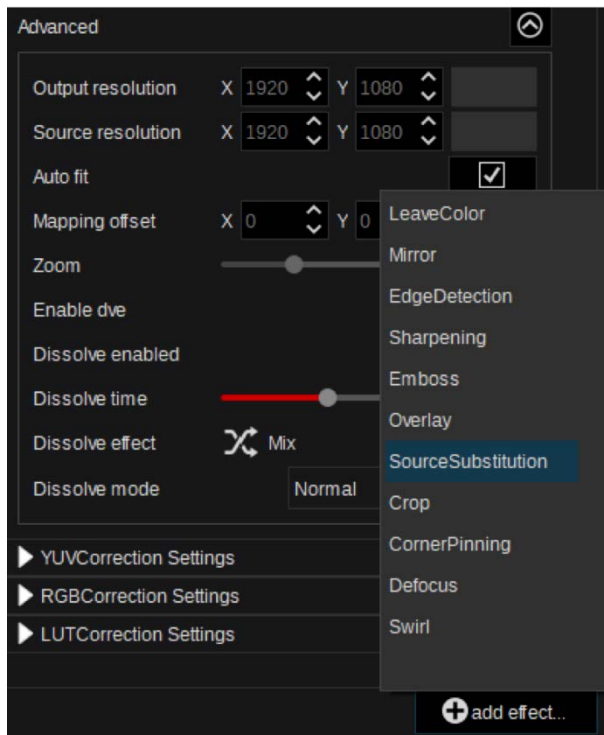 Advanced
Output resolution X 1920 Y 1080
Source resolution X 1920 Y 1080
Auto fit
Mapping offset X 0 Y 0
Zoom
Enable dve
Dissolve enabled
Dissolve time
Dissolve effect Mix
Dissolve mode Normal
YUVCorrection Settings
RGBCorrection Settings
LUTCorrection Settings
LeaveColor
Mirror
EdgeDetection
Sharpening
Emboss
Overlay
SourceSubstitution
Crop
CornerPinning
Defocus
Swirl
add effect...